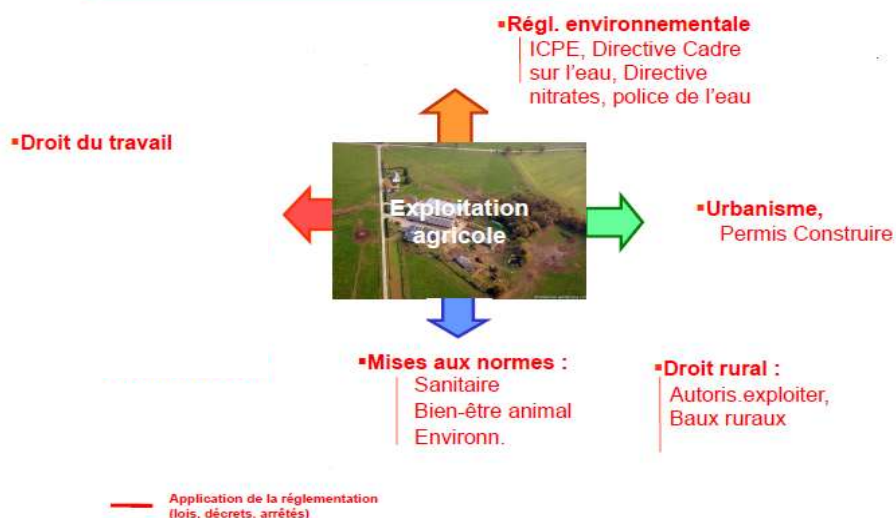 ▪Régl. environnementale
ICPE, Directive Cadre
sur l'eau, Directive
nitrates, police de l'eau
▪Droit du travail
Exploitation
agricole
▪Urbanisme,
Permis Construire
▪Mises aux normes :
Sanitaire
Bien-être animal
Environn.
▪Droit rural :
Autoris.exploiter,
Baux ruraux
Application de la réglementation
(lois, décrets, arrêtés)